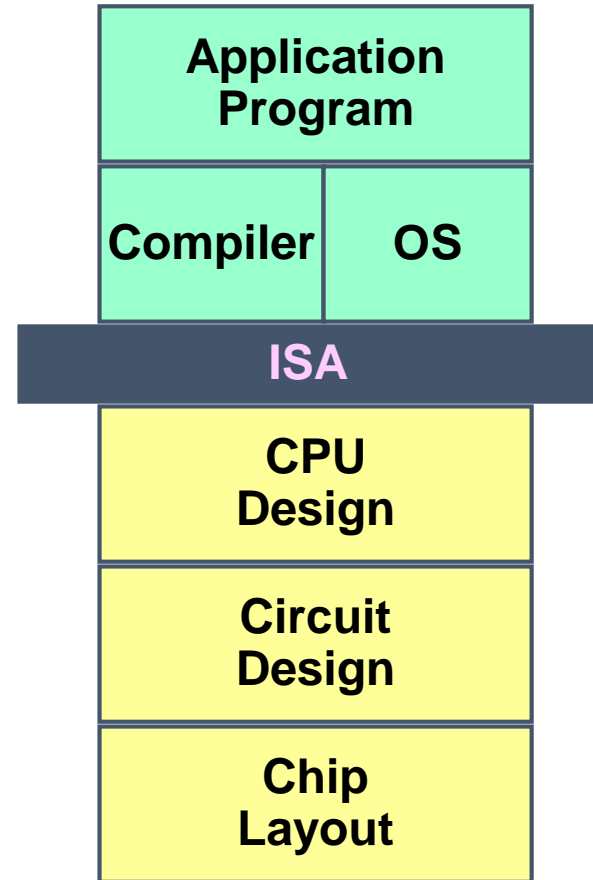 Application
Program
Compiler OS
ISA
CPU
Design
Circuit
Design
Chip
Layout